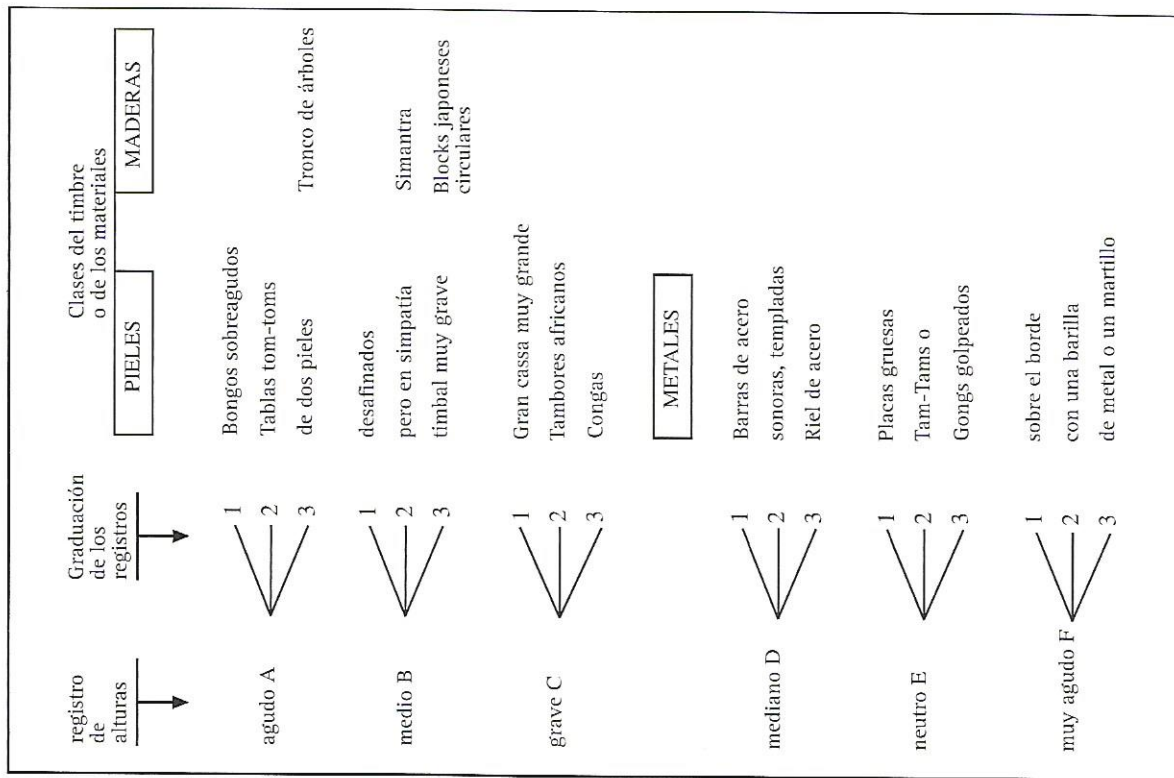 registro
de
alturas
Graduación
de los
registros
Clases del timbre
o de los materiales
PIELES
MADERAS
agudo A
1
Bongos sobreagudos
2
Tablas tom-toms
3
de dos pieles
Tronco de árboles
medio B
1
desafinados
2
pero en simpatía
Simantra
3
timbal muy grave
Blocks japoneses
circulares
grave C
1
Gran cassa muy grande
2
Tambores africanos
3
Congas
METALES
mediano D
1
Barras de acero
2
sonoras, templadas
3
Riel de acero
neutro E
1
Placas gruesas
2
Tam-Tams o
3
Gongs golpeados
muy agudo F
1
sobre el borde
2
con una barilla
3
de metal o un martillo